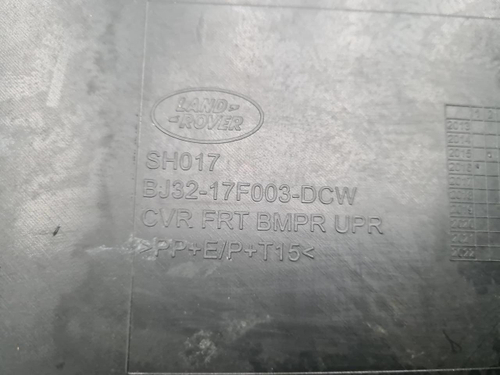 LAND-
-ROVER
SH017
BJ32-17F003-DCW
CVR FRT BMPR UPR
>PP+E/P+T15<